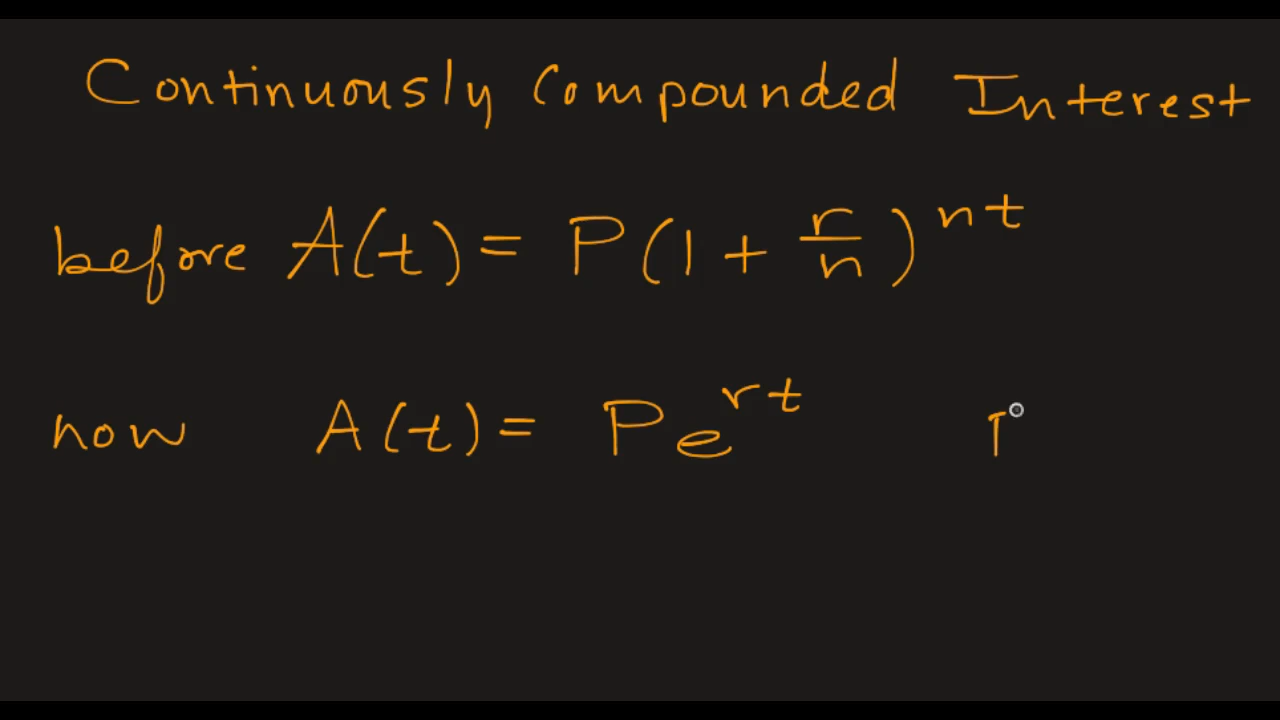 Continuously Compounded Interest
before A(t) = P(1 + r/n)^nt
now A(t) = Pe^rt